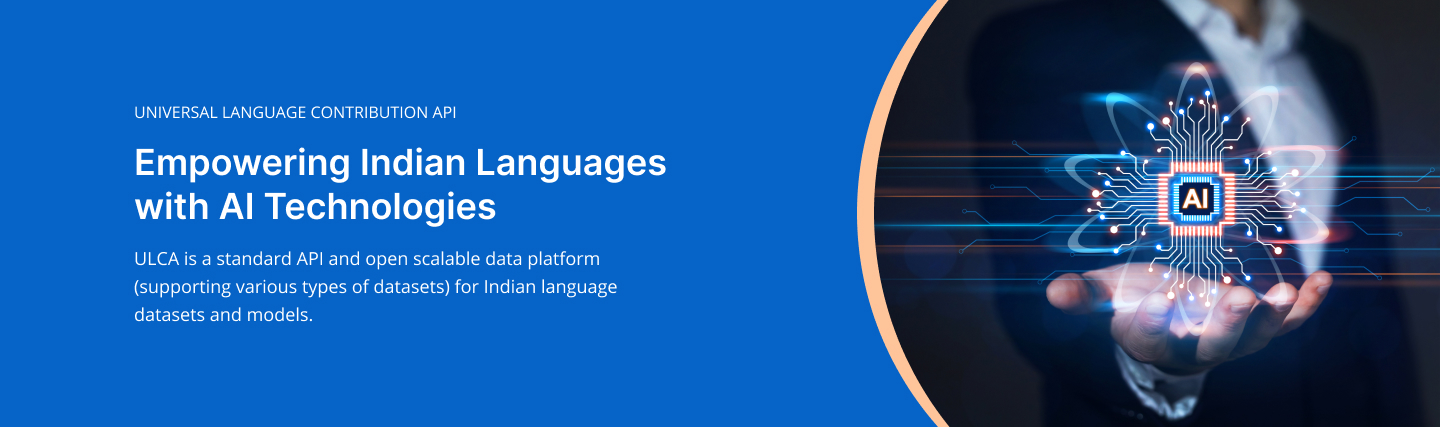 UNIVERSAL LANGUAGE CONTRIBUTION API
Empowering Indian Languages
with AI Technologies
ULCA is a standard API and open scalable data platform
(supporting various types of datasets) for Indian language
datasets and models.
AI